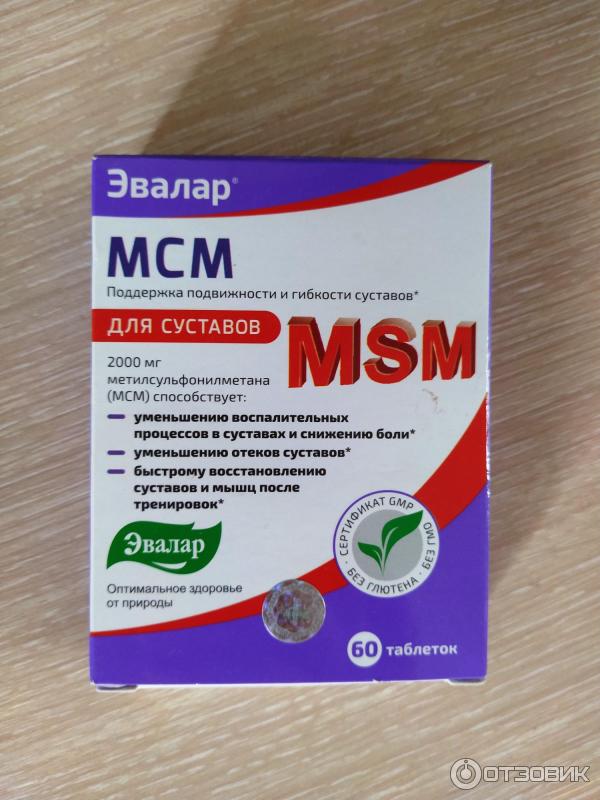 Эвалар®
МСМ
Поддержка подвижности и гибкости суставов*
ДЛЯ СУСТАВОВ
MSM
2000 мг
метилсульфонилметана
(МСМ) способствует:
уменьшению воспалительных
процессов в суставах и снижению боли*
уменьшению отеков суставов*
быстрому восстановлению
суставов и мышц после
тренировок*
Эвалар
Оптимальное здоровье
от природы
СЕРТИФИКАТ GMP
БЕЗ ГЛЮТЕНА · БЕЗ ГМО
60 таблеток
ОТЗОВИК